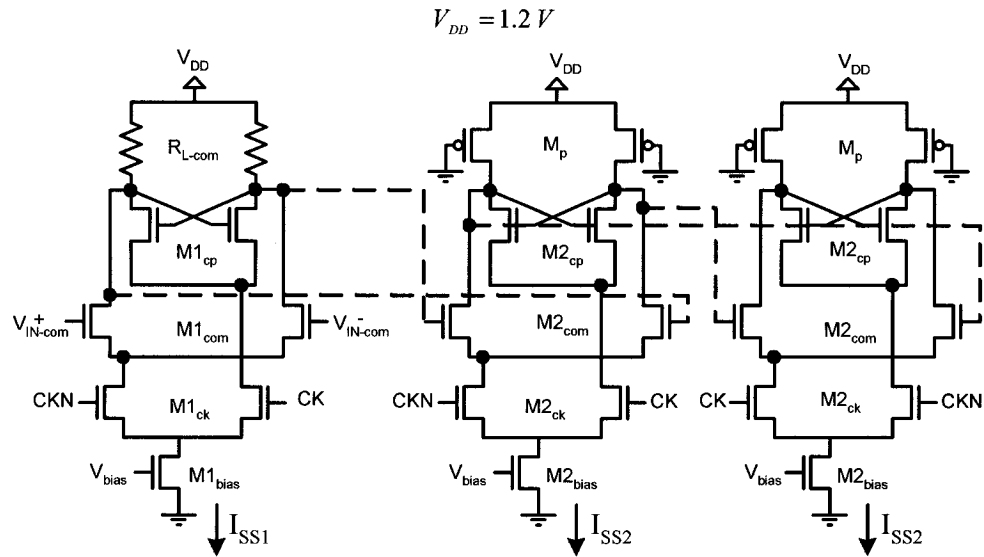 V_DD = 1.2 V
V_DD V_DD V_DD
R_L-com M_p M_p
M1_cp M2_cp M2_cp
V_IN-com^+ M1_com V_IN-com^- M2_com M2_com
CKN M1_ck CK CKN M2_ck CK CK M2_ck CKN
V_bias M1_bias V_bias M2_bias V_bias M2_bias
I_SS1 I_SS2 I_SS2